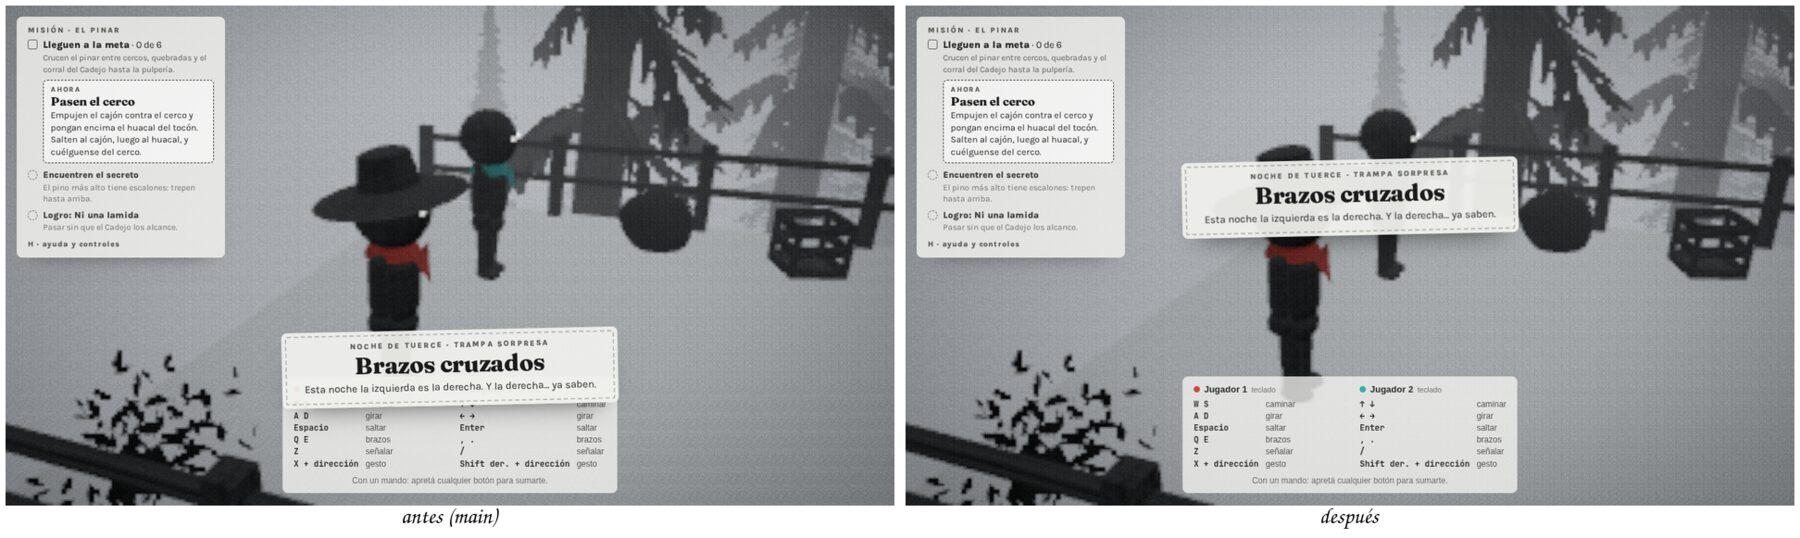 MISIÓN · EL PINAR
Lleguen a la meta · 0 de 6
Crucen el pinar entre cercos, quebradas y el
corral del Cadejo hasta la pulpería.
AHORA
Pasen el cerco
Empujen el cajón contra el cerco y
pongan encima el huacal del tocón.
Salten al cajón, luego al huacal, y
cuélguense del cerco.
Encuentren el secreto
El pino más alto tiene escalones: trepen
hasta arriba.
Logro: Ni una lamida
Pasar sin que el Cadejo los alcance.
H · ayuda y controles
NOCHE DE TUERCE · TRAMPA SORPRESA
Brazos cruzados
Esta noche la izquierda es la derecha. Y la derecha… ya saben.
↑ ↓ caminar
A D girar ← → girar
Espacio saltar Enter saltar
Q E brazos , . brazos
Z señalar / señalar
X + dirección gesto Shift der. + dirección gesto
Con un mando: apretá cualquier botón para sumarte.
antes (main)
MISIÓN · EL PINAR
Lleguen a la meta · 0 de 6
Crucen el pinar entre cercos, quebradas y el
corral del Cadejo hasta la pulpería.
AHORA
Pasen el cerco
Empujen el cajón contra el cerco y
pongan encima el huacal del tocón.
Salten al cajón, luego al huacal, y
cuélguense del cerco.
Encuentren el secreto
El pino más alto tiene escalones: trepen
hasta arriba.
Logro: Ni una lamida
Pasar sin que el Cadejo los alcance.
H · ayuda y controles
NOCHE DE TUERCE · TRAMPA SORPRESA
Brazos cruzados
Esta noche la izquierda es la derecha. Y la derecha… ya saben.
Jugador 1 teclado Jugador 2 teclado
W S caminar ↑ ↓ caminar
A D girar ← → girar
Espacio saltar Enter saltar
Q E brazos , . brazos
Z señalar / señalar
X + dirección gesto Shift der. + dirección gesto
Con un mando: apretá cualquier botón para sumarte.
después